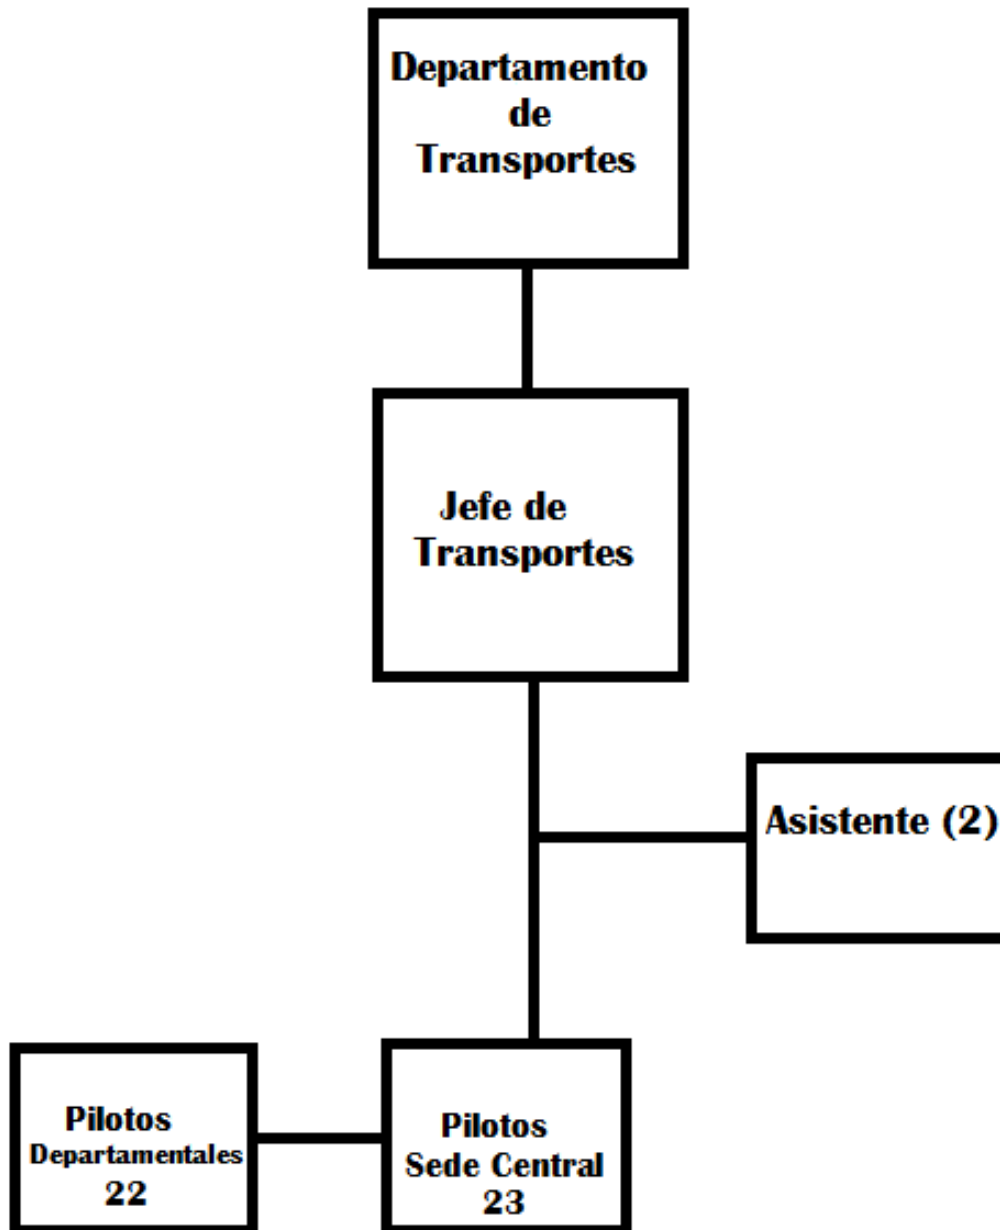 Departamento
de
Transportes
Jefe de
Transportes
Asistente (2)
Pilotos
Departamentales
22
Pilotos
Sede Central
23